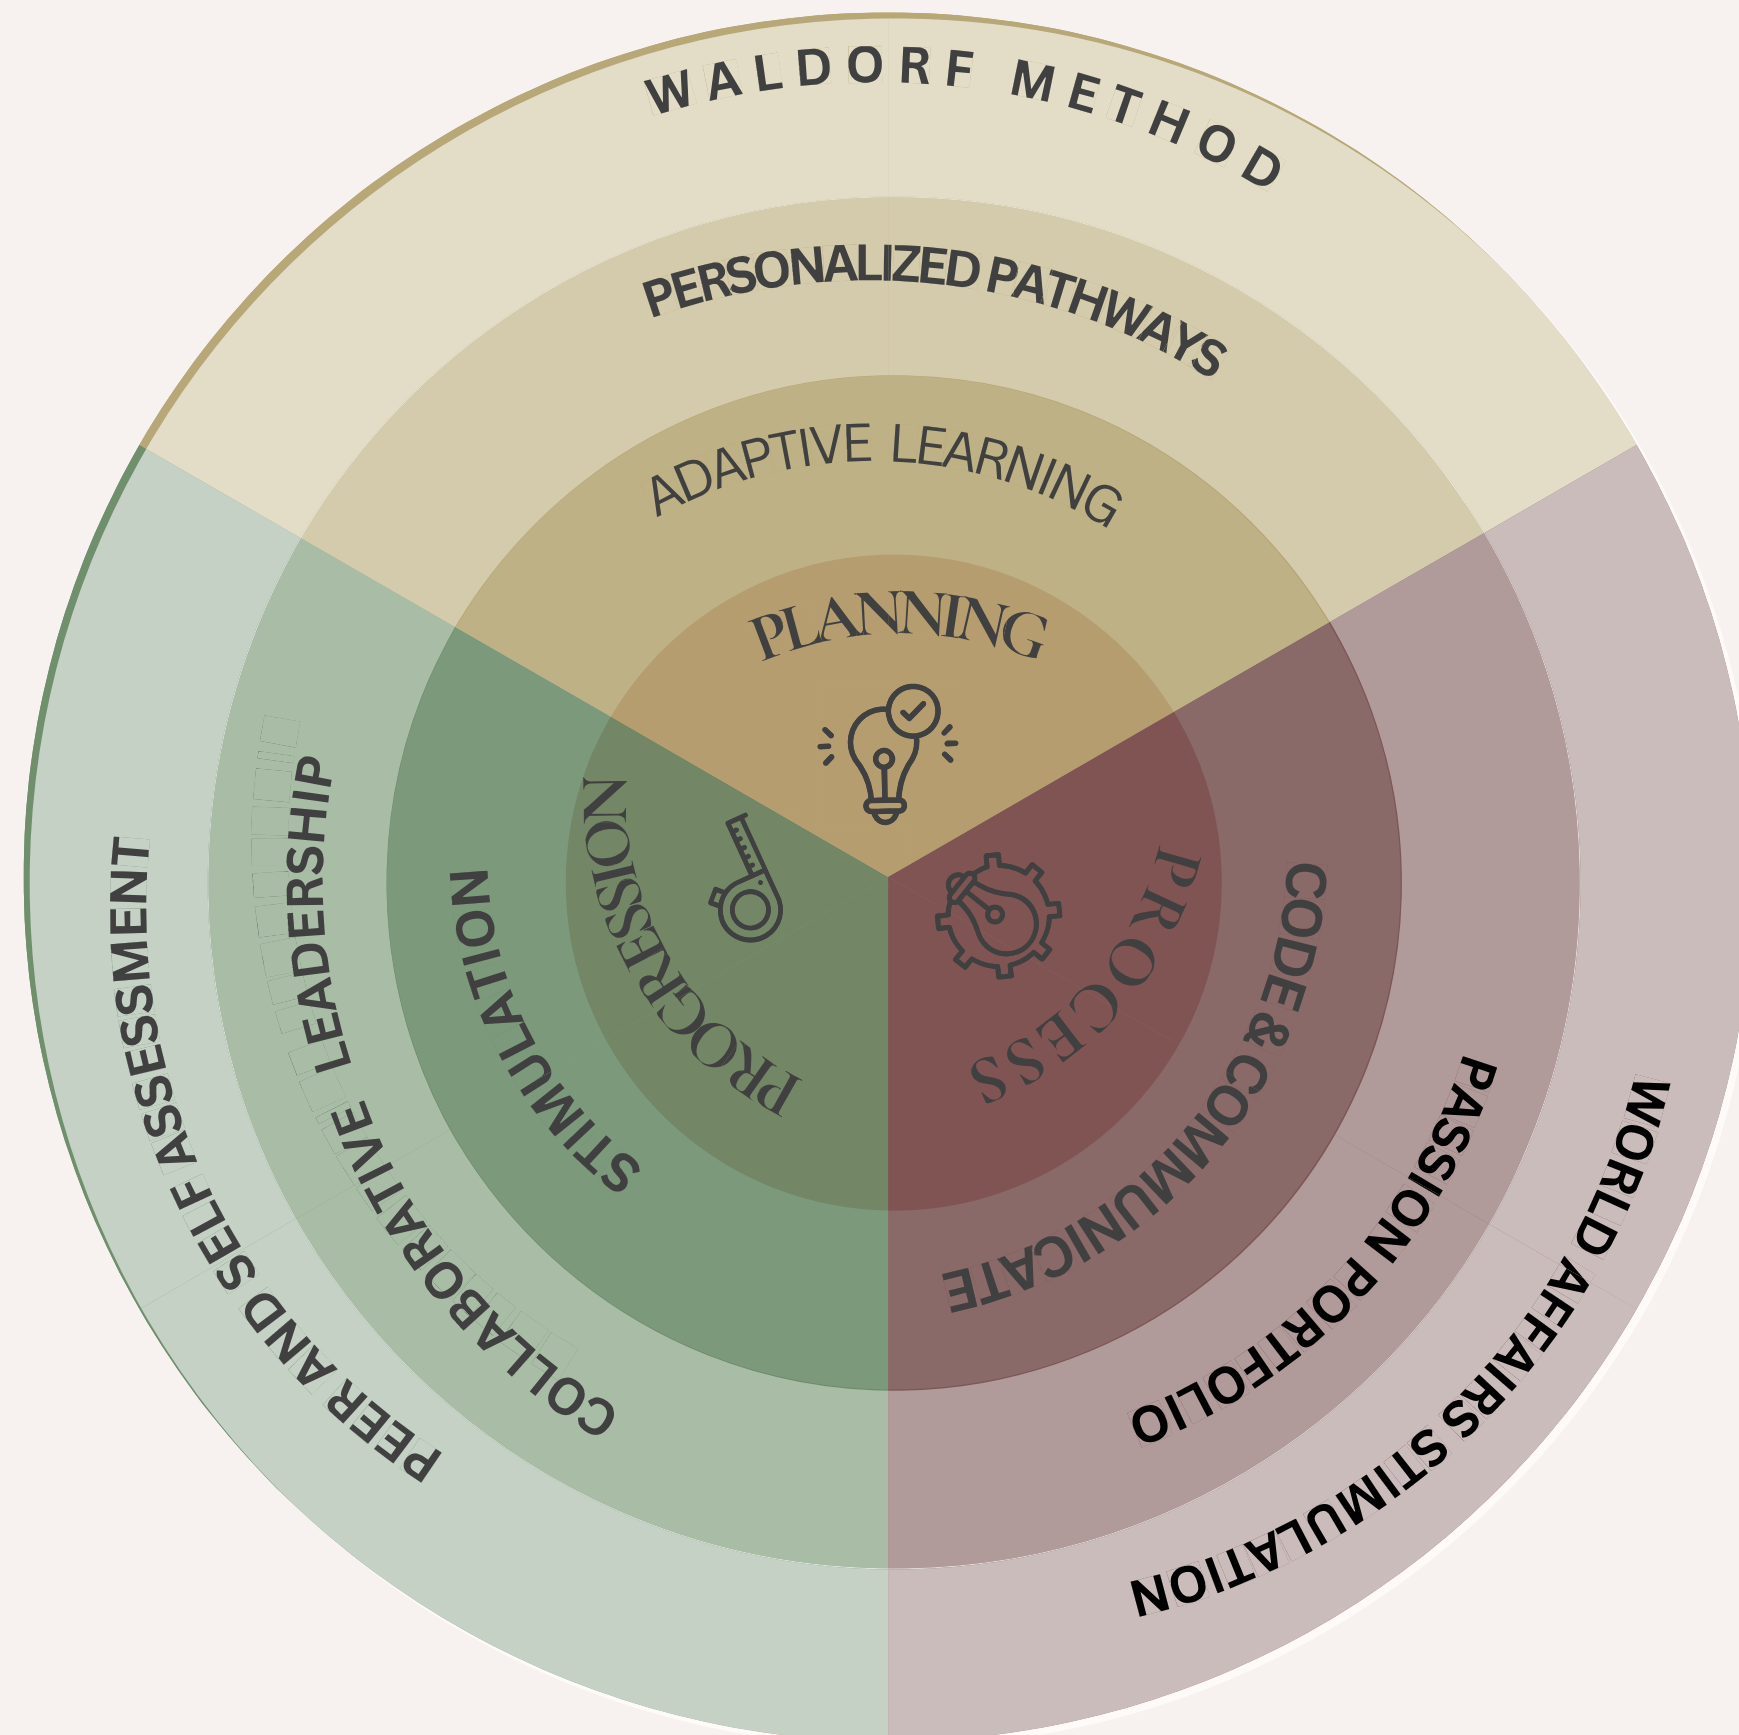 WALDORF METHOD
PERSONALIZED PATHWAYS
ADAPTIVE LEARNING
PLANNING
PROCESS
CODE & COMMUNICATE
PASSION PORTFOLIO
WORLD AFFAIRS STIMULATION
PROGRESSION
STIMULATION
COLLABORATIVE LEADERSHIP
PEER AND SELF ASSESSMENT